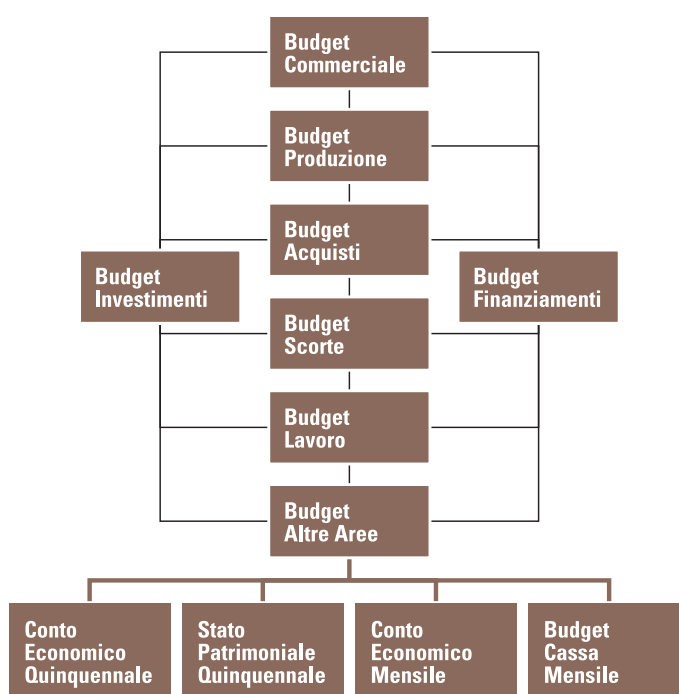 Budget
Commerciale
Budget
Produzione
Budget
Acquisti
Budget
Investimenti
Budget
Finanziamenti
Budget
Scorte
Budget
Lavoro
Budget
Altre Aree
Conto
Economico
Quinquennale
Stato
Patrimoniale
Quinquennale
Conto
Economico
Mensile
Budget
Cassa
Mensile